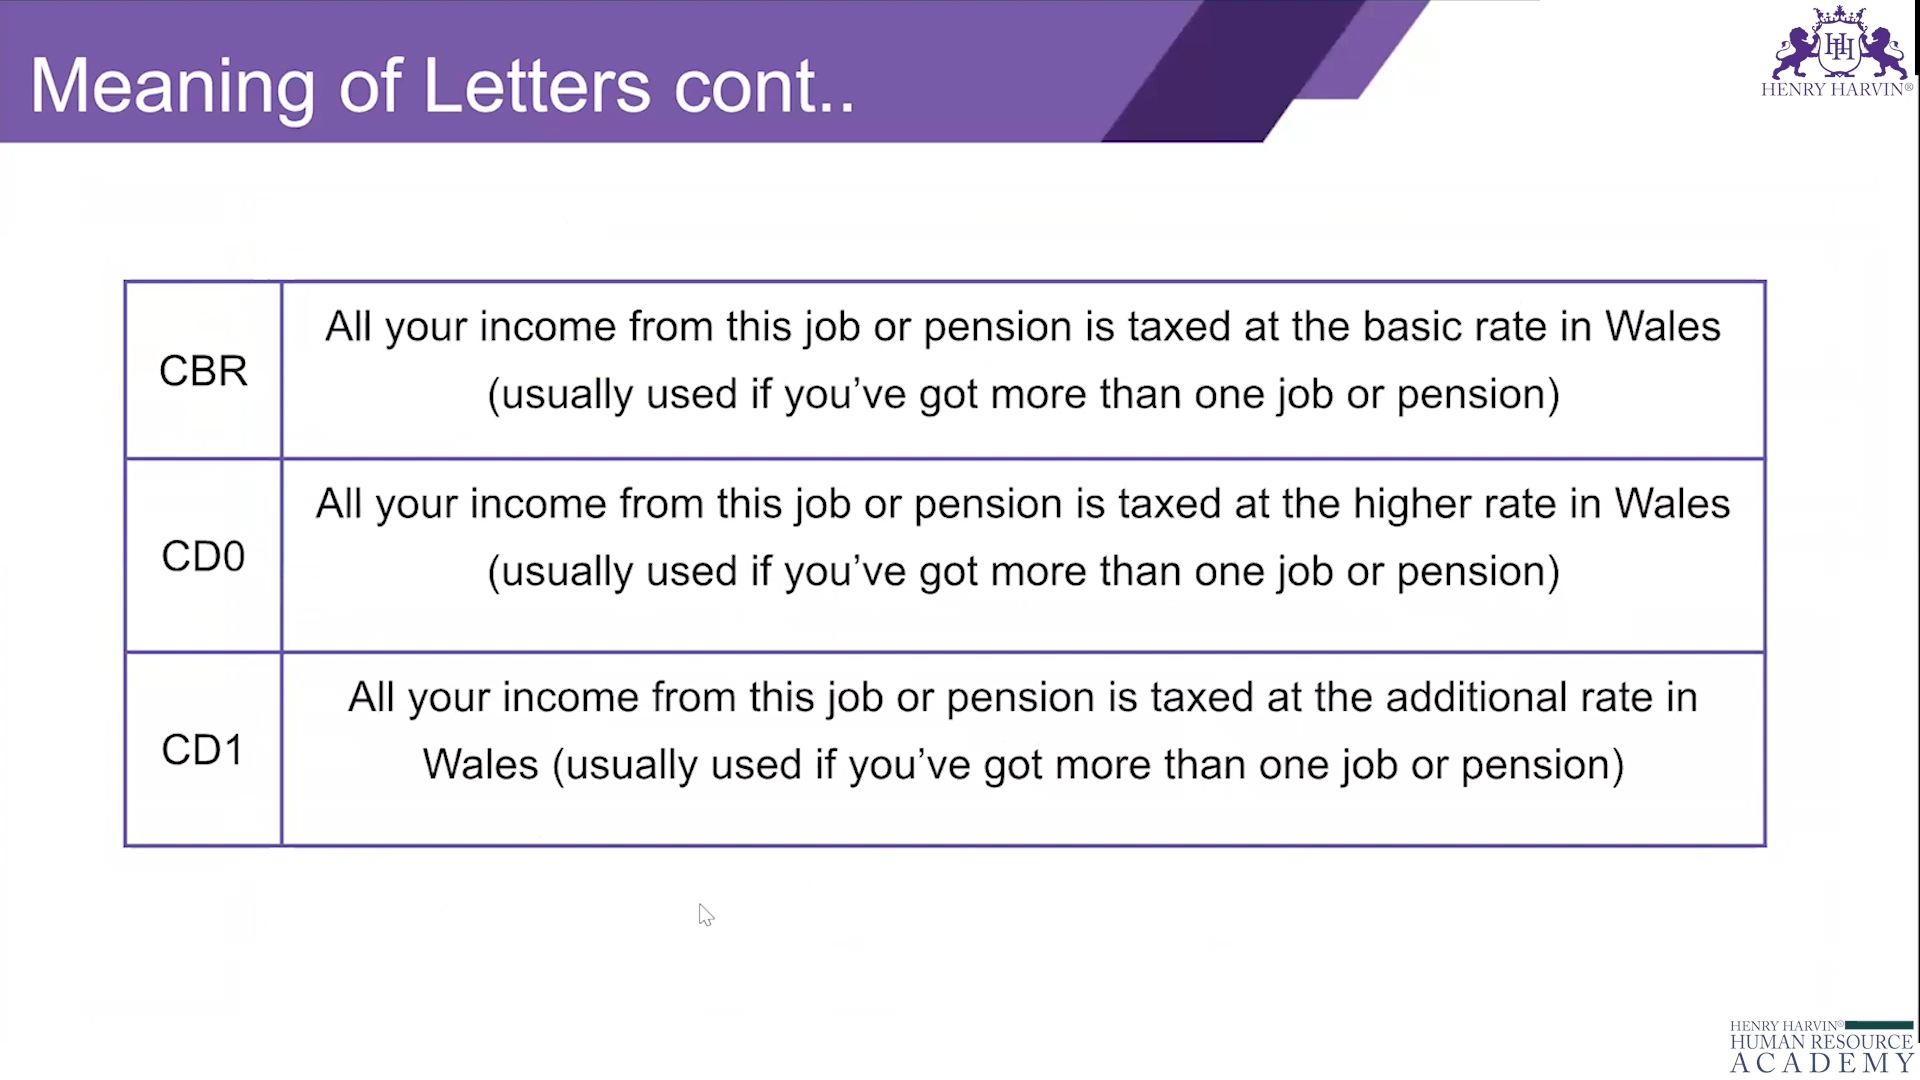 Meaning of Letters cont..
HENRY HARVIN®
CBR
All your income from this job or pension is taxed at the basic rate in Wales
(usually used if you’ve got more than one job or pension)
CD0
All your income from this job or pension is taxed at the higher rate in Wales
(usually used if you’ve got more than one job or pension)
CD1
All your income from this job or pension is taxed at the additional rate in
Wales (usually used if you’ve got more than one job or pension)
HENRY HARVIN®
HUMAN RESOURCE
ACADEMY